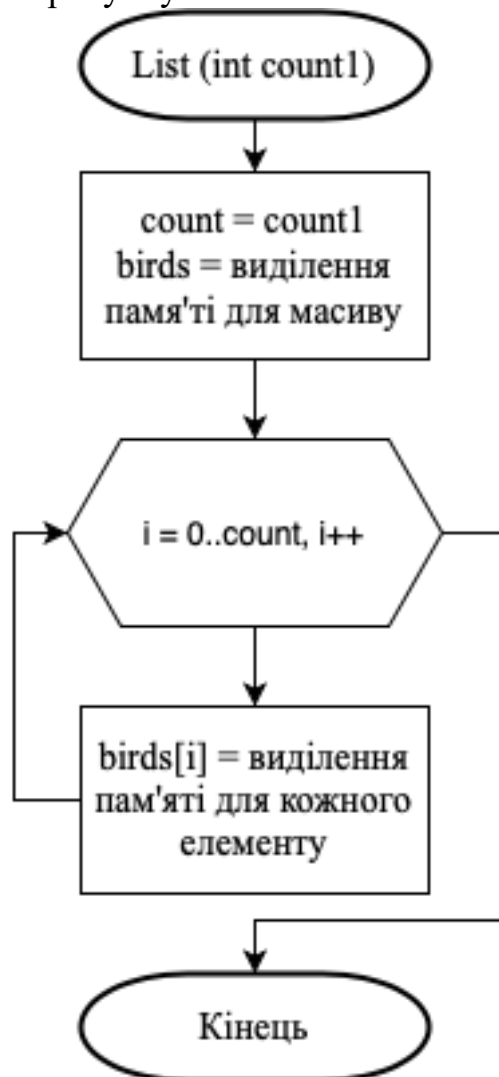 List (int count1)
count = count1
birds = виділення
памя'ті для масиву
i = 0..count, i++
birds[i] = виділення
пам'яті для кожного
елементу
Кінець